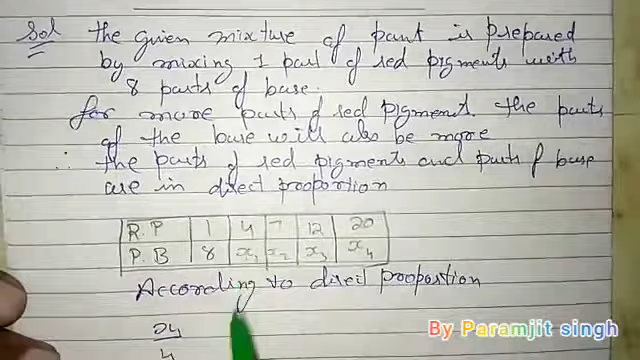 Sol the given mixture of paint is prepared
by mixing 1 part of red pigments with
8 parts of base.
for more parts of red pigment the parts
of the base will also be more
∴ the parts of red pigments and parts of base
are in direct proportion
R.P 1 4 7 12 20
P.B 8 x₁ x₂ x₃ x₄
According to direct proportion
4
By Paramjit singh